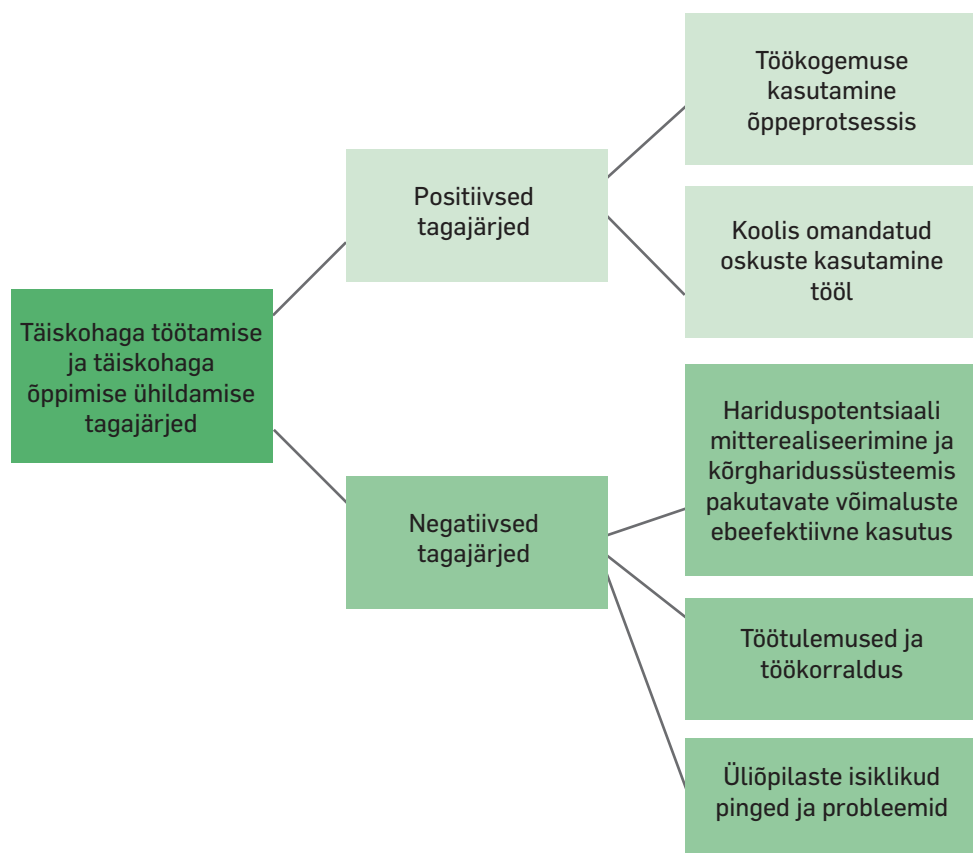 Täiskohaga töötamise
ja täiskohaga
õppimise ühildamise
tagajärjed
Positiivsed
tagajärjed
Töökogemuse
kasutamine
õppeprotsessis
Koolis omandatud
oskuste kasutamine
tööl
Negatiivsed
tagajärjed
Hariduspotentsiaali
mitterealiseerimine ja
kõrgharidussüsteemis
pakutavate võimaluste
ebeefektiivne kasutus
Töötulemused ja
töökorraldus
Üliõpilaste isiklikud
pinged ja probleemid